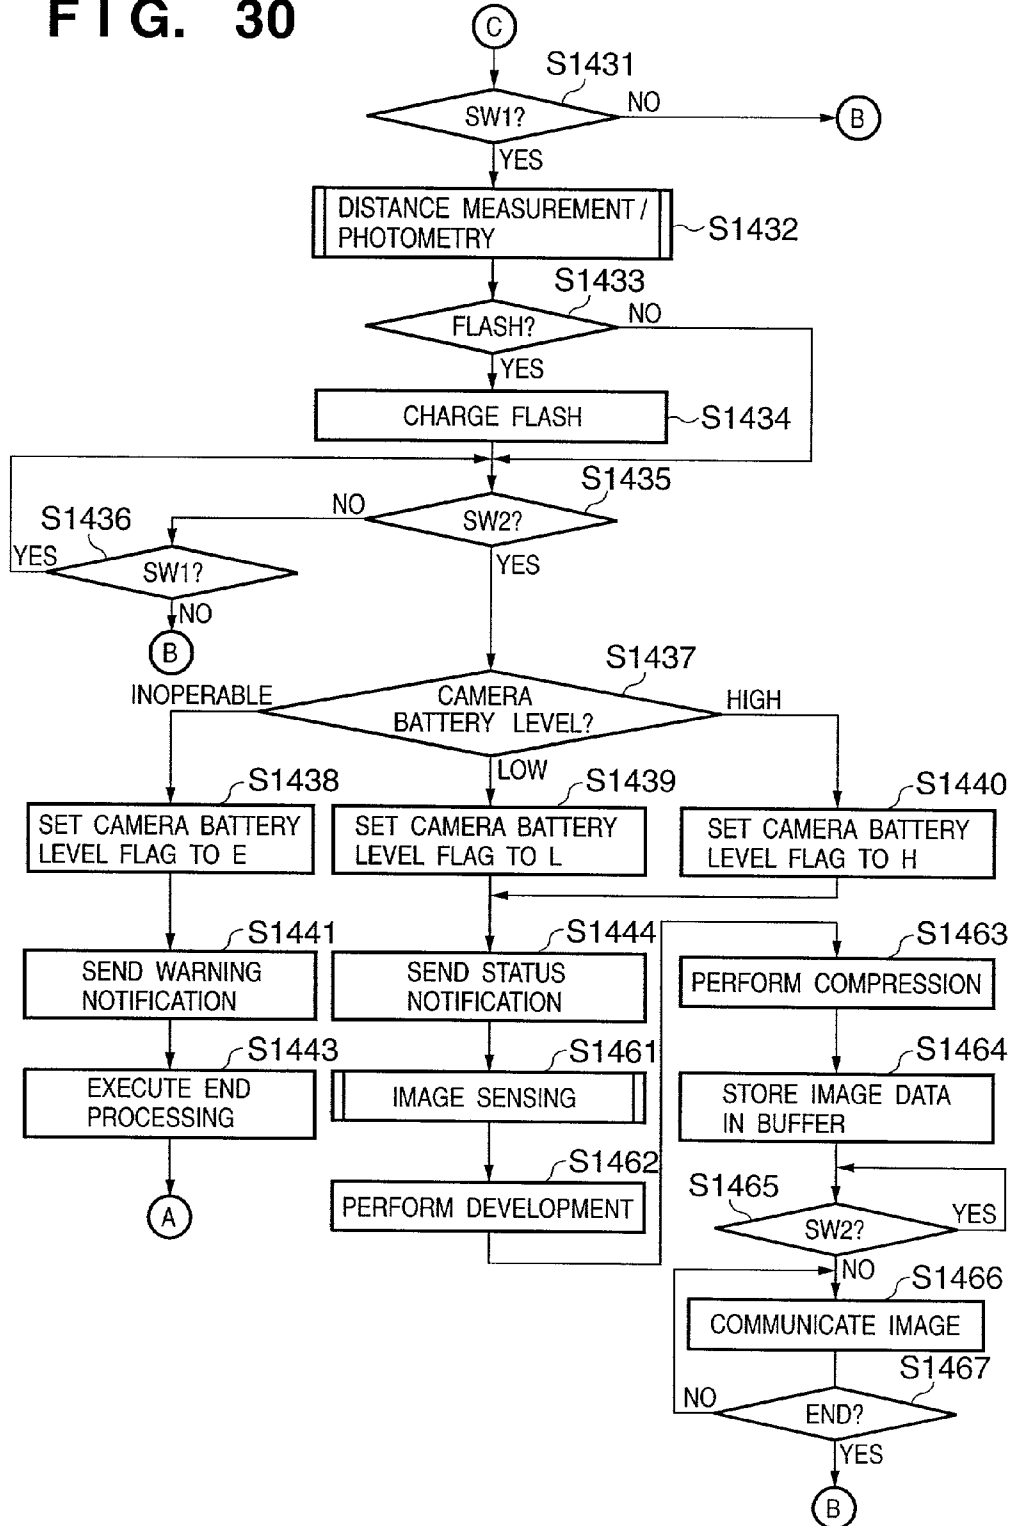 FIG. 30
C
S1431
SW1?
NO
B
YES
DISTANCE MEASUREMENT/
PHOTOMETRY
S1432
S1433
FLASH?
NO
YES
CHARGE FLASH
S1434
S1435
NO
SW2?
S1436
YES
SW1?
YES
NO
B
S1437
INOPERABLE
CAMERA
BATTERY LEVEL?
HIGH
LOW
S1438
SET CAMERA BATTERY
LEVEL FLAG TO E
S1439
SET CAMERA BATTERY
LEVEL FLAG TO L
S1440
SET CAMERA BATTERY
LEVEL FLAG TO H
S1441
SEND WARNING
NOTIFICATION
S1444
SEND STATUS
NOTIFICATION
S1463
PERFORM COMPRESSION
S1443
EXECUTE END
PROCESSING
S1461
IMAGE SENSING
S1464
STORE IMAGE DATA
IN BUFFER
A
S1462
PERFORM DEVELOPMENT
S1465
SW2?
YES
NO
S1466
COMMUNICATE IMAGE
S1467
NO
END?
YES
B